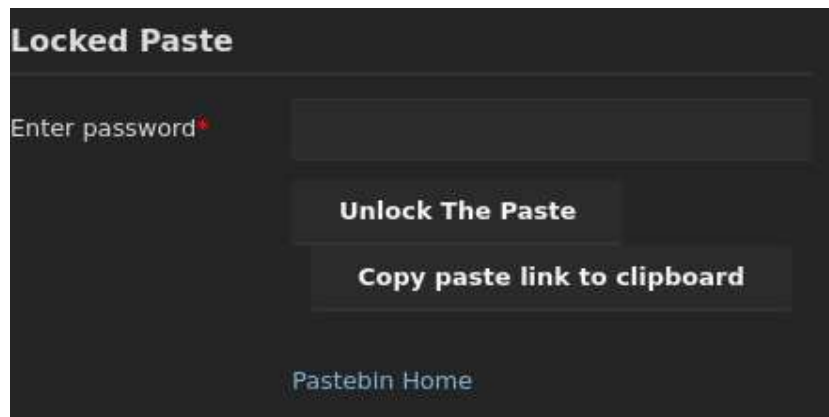 Locked Paste
Enter password*
Unlock The Paste
Copy paste link to clipboard
Pastebin Home